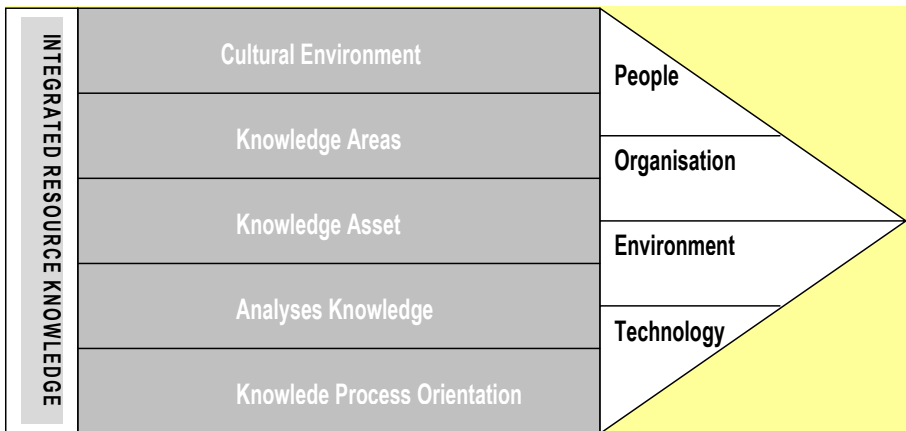 INTEGRATED RESOURCE KNOWLEDGE
Cultural Environment
Knowledge Areas
Knowledge Asset
Analyses Knowledge
Knowlede Process Orientation
People
Organisation
Environment
Technology